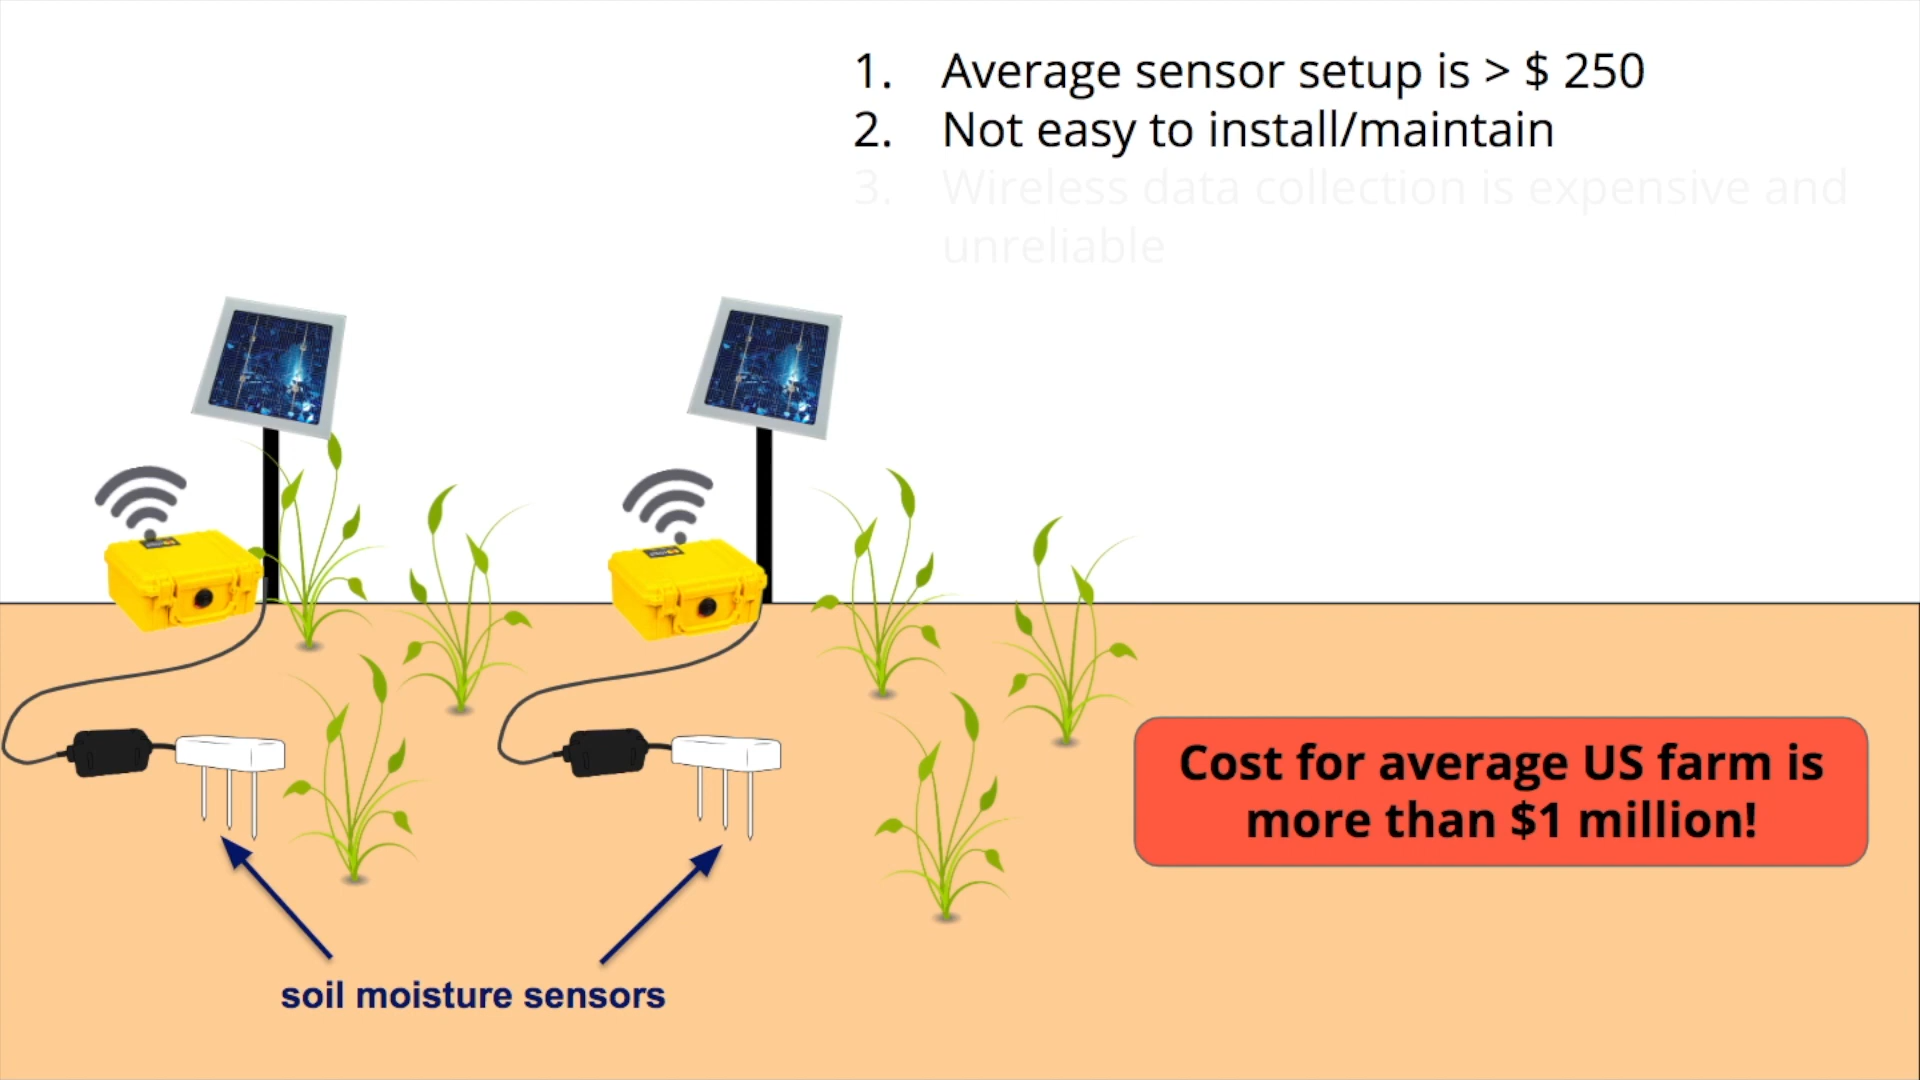 1. Average sensor setup is > $ 250
2. Not easy to install/maintain
3. Wireless data collection is expensive and
unreliable
Cost for average US farm is
more than $1 million!
soil moisture sensors